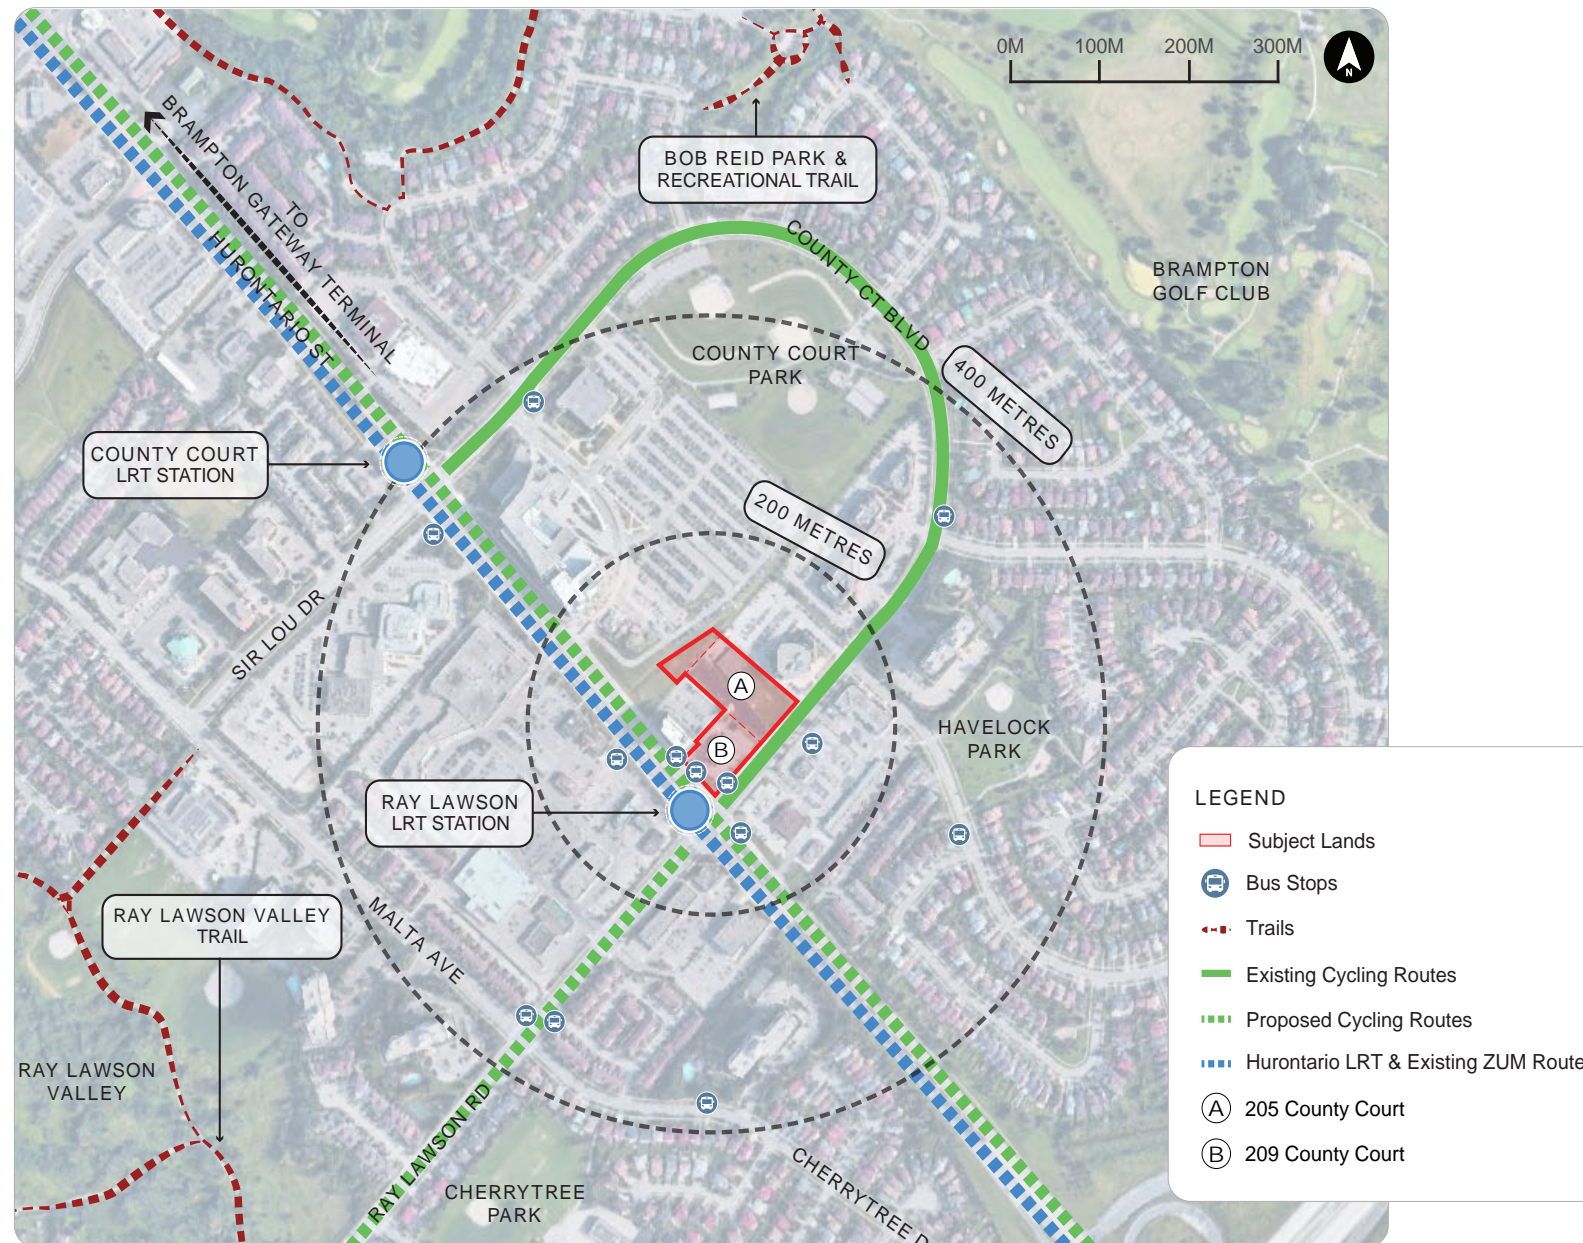 0M 100M 200M 300M
N
BRAMPTON GATEWAY TERMINAL
TO
HURONTARIO ST
BOB REID PARK &
RECREATIONAL TRAIL
COUNTY CT BLVD
BRAMPTON
GOLF CLUB
COUNTY COURT
PARK
400 METRES
COUNTY COURT
LRT STATION
200 METRES
SIR LOU DR
A
B
HAVELOCK
PARK
RAY LAWSON
LRT STATION
RAY LAWSON VALLEY
TRAIL
MALTA AVE
RAY LAWSON
VALLEY
RAY LAWSON RD
CHERRYTREE
PARK
CHERRYTREE D
LEGEND
Subject Lands
Bus Stops
Trails
Existing Cycling Routes
Proposed Cycling Routes
Hurontario LRT & Existing ZUM Route
A 205 County Court
B 209 County Court